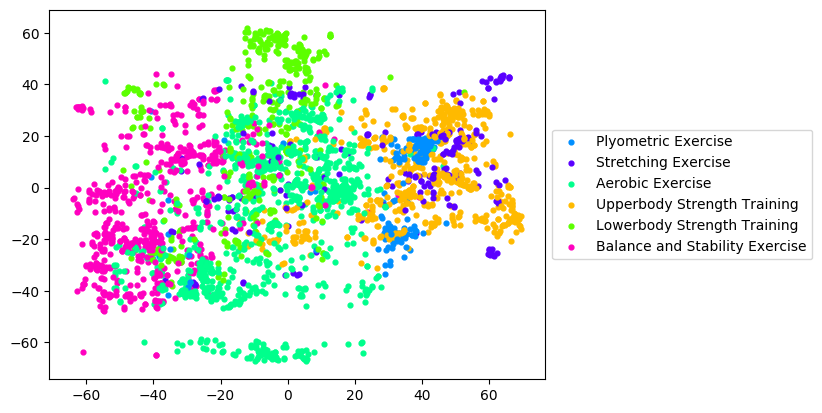 60
40
20
0
−20
−40
−60
−60 −40 −20 0 20 40 60
Plyometric Exercise
Stretching Exercise
Aerobic Exercise
Upperbody Strength Training
Lowerbody Strength Training
Balance and Stability Exercise